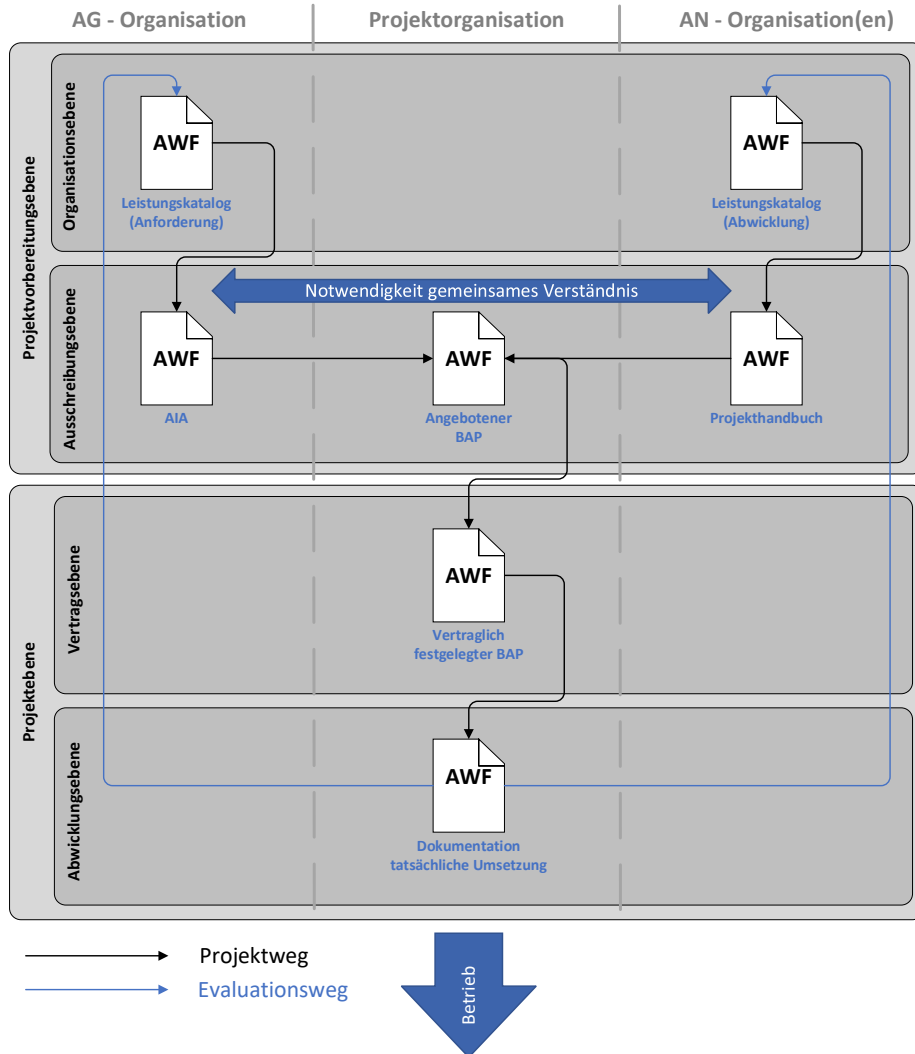 AG - Organisation
Projektorganisation
AN - Organisation(en)
Projektvorbereitungsebene
Organisationsebene
AWF
Leistungskatalog
(Anforderung)
AWF
Leistungskatalog
(Abwicklung)
Ausschreibungsebene
Notwendigkeit gemeinsames Verständnis
AWF
AIA
AWF
Angebotener
BAP
AWF
Projekthandbuch
Projektebene
Vertragsebene
AWF
Vertraglich
festgelegter BAP
Abwicklungsebene
AWF
Dokumentation
tatsächliche Umsetzung
Projektweg
Evaluationsweg
Betrieb